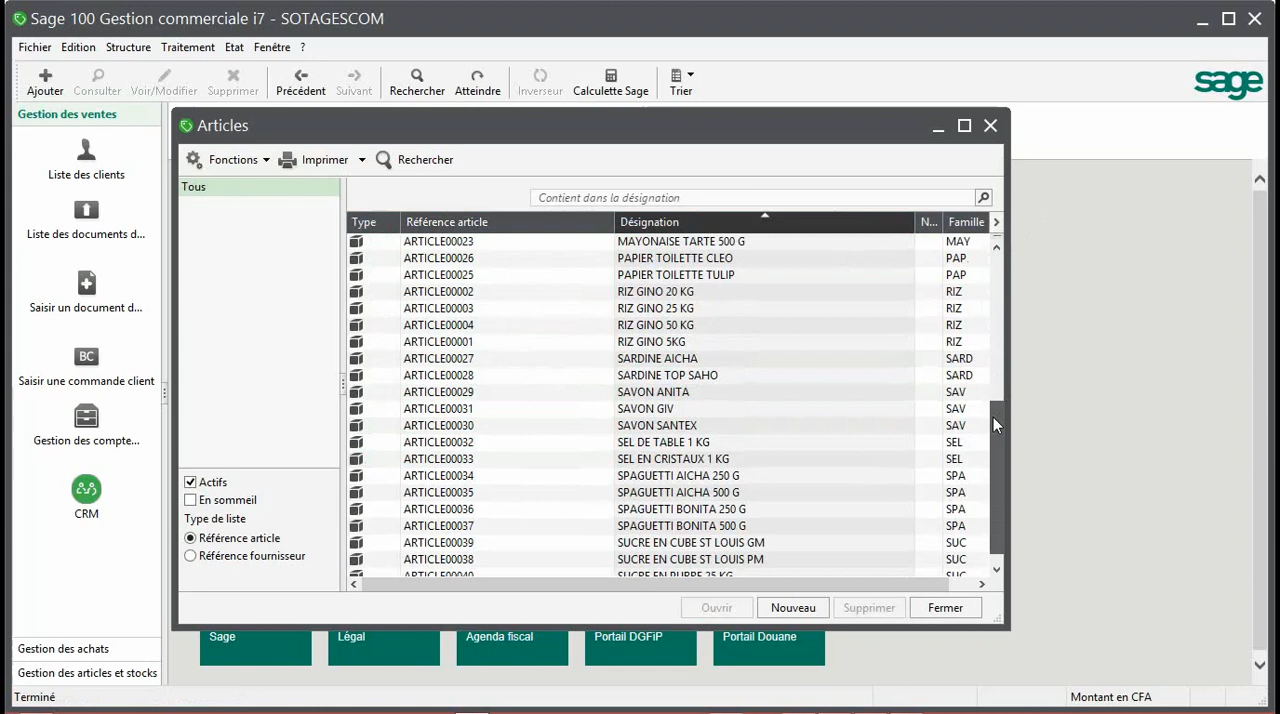 Sage 100 Gestion commerciale i7 - SOTAGESCOM
Fichier Edition Structure Traitement Etat Fenêtre ?
Ajouter Consulter Voir/Modifier Supprimer Précédent Suivant Rechercher Atteindre Inverseur Calculette Sage Trier
sage
Gestion des ventes
Liste des clients
Liste des documents d...
Saisir un document d...
BC
Saisir une commande client
Gestion des compte...
CRM
Gestion des achats
Gestion des articles et stocks
Articles
Fonctions Imprimer Rechercher
Tous
Contient dans la désignation
Type Référence article Désignation N... Famille
ARTICLE00023 MAYONAISE TARTE 500 G MAY
ARTICLE00026 PAPIER TOILETTE CLEO PAP.
ARTICLE00025 PAPIER TOILETTE TULIP PAP
ARTICLE00002 RIZ GINO 20 KG RIZ
ARTICLE00003 RIZ GINO 25 KG RIZ
ARTICLE00004 RIZ GINO 50 KG RIZ
ARTICLE00001 RIZ GINO 5KG RIZ
ARTICLE00027 SARDINE AICHA SARD
ARTICLE00028 SARDINE TOP SAHO SARD
ARTICLE00029 SAVON ANITA SAV
ARTICLE00031 SAVON GIV SAV
ARTICLE00030 SAVON SANTEX SAV
ARTICLE00032 SEL DE TABLE 1 KG SEL
ARTICLE00033 SEL EN CRISTAUX 1 KG SEL
ARTICLE00034 SPAGUETTI AICHA 250 G SPA
ARTICLE00035 SPAGUETTI AICHA 500 G SPA
ARTICLE00036 SPAGUETTI BONITA 250 G SPA
ARTICLE00037 SPAGUETTI BONITA 500 G SPA
ARTICLE00039 SUCRE EN CUBE ST LOUIS GM SUC
ARTICLE00038 SUCRE EN CUBE ST LOUIS PM SUC
ARTICLE00040 SUCRE EN 25 KG SUC
Actifs
En sommeil
Type de liste
Référence article
Référence fournisseur
Ouvrir Nouveau Supprimer Fermer
Sage Légal Agenda fiscal Portail DGFiP Portail Douane
Terminé Montant en CFA